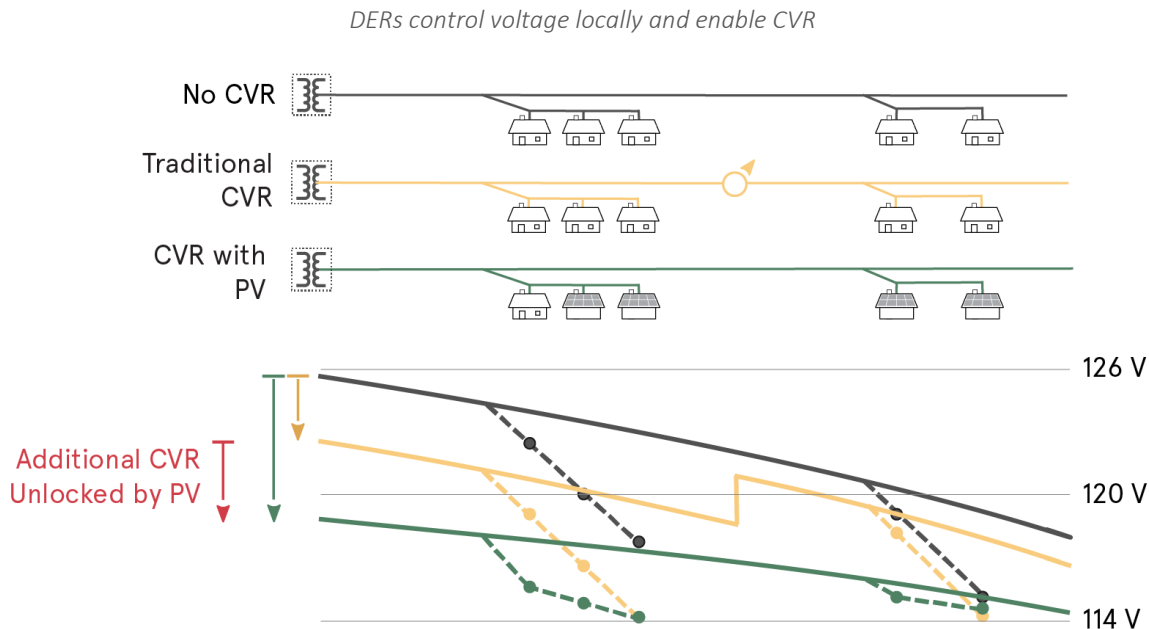 DERs control voltage locally and enable CVR
No CVR
Traditional
CVR
CVR with
PV
126 V
Additional CVR
Unlocked by PV
120 V
114 V